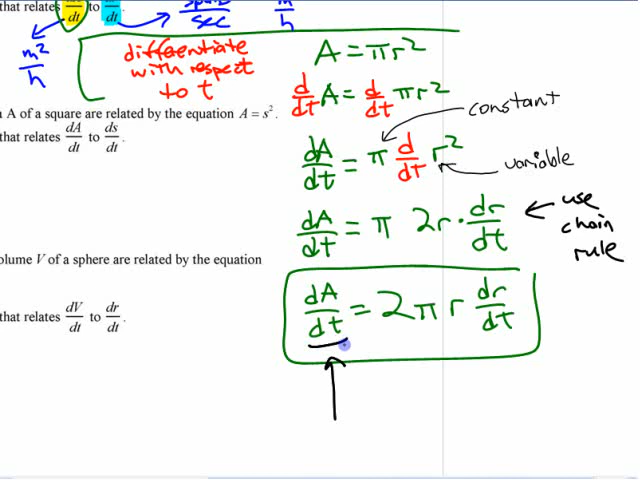 that relates to dt dt .
sec
m h
m² h
differentiate
with respect
to t
A = πr²
d/dt A = d/dt πr²
constant
A of a square are related by the equation A = s² .
that relates dA/dt to ds/dt .
dA/dt = π d/dt r²
variable
dA/dt = π 2r · dr/dt
use
chain
rule
olume V of a sphere are related by the equation
that relates dV/dt to dr/dt .
dA/dt = 2πr dr/dt